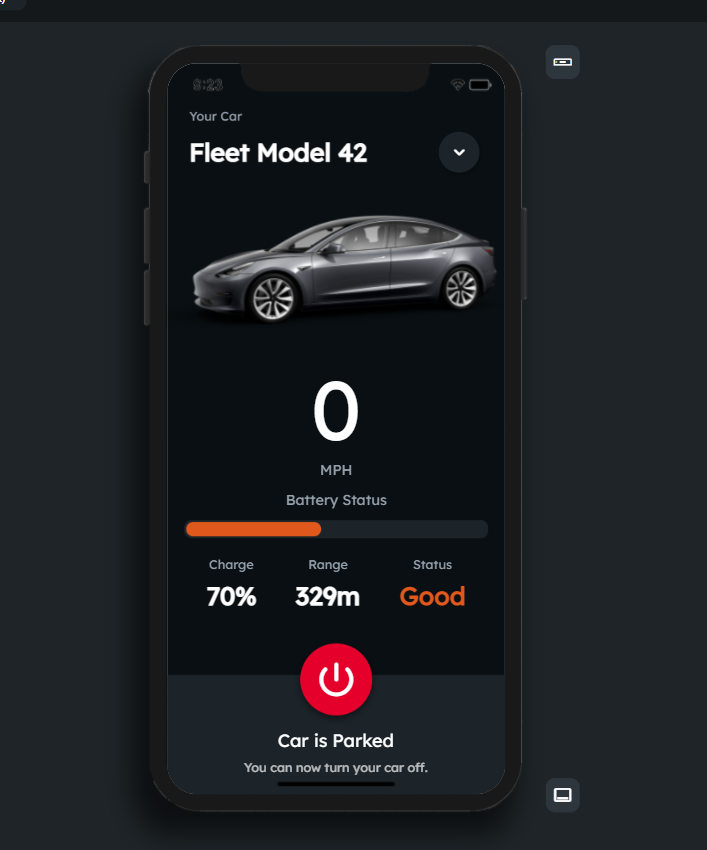 8:23
Your Car
Fleet Model 42
0
MPH
Battery Status
Charge Range Status
70% 329m Good
Car is Parked
You can now turn your car off.